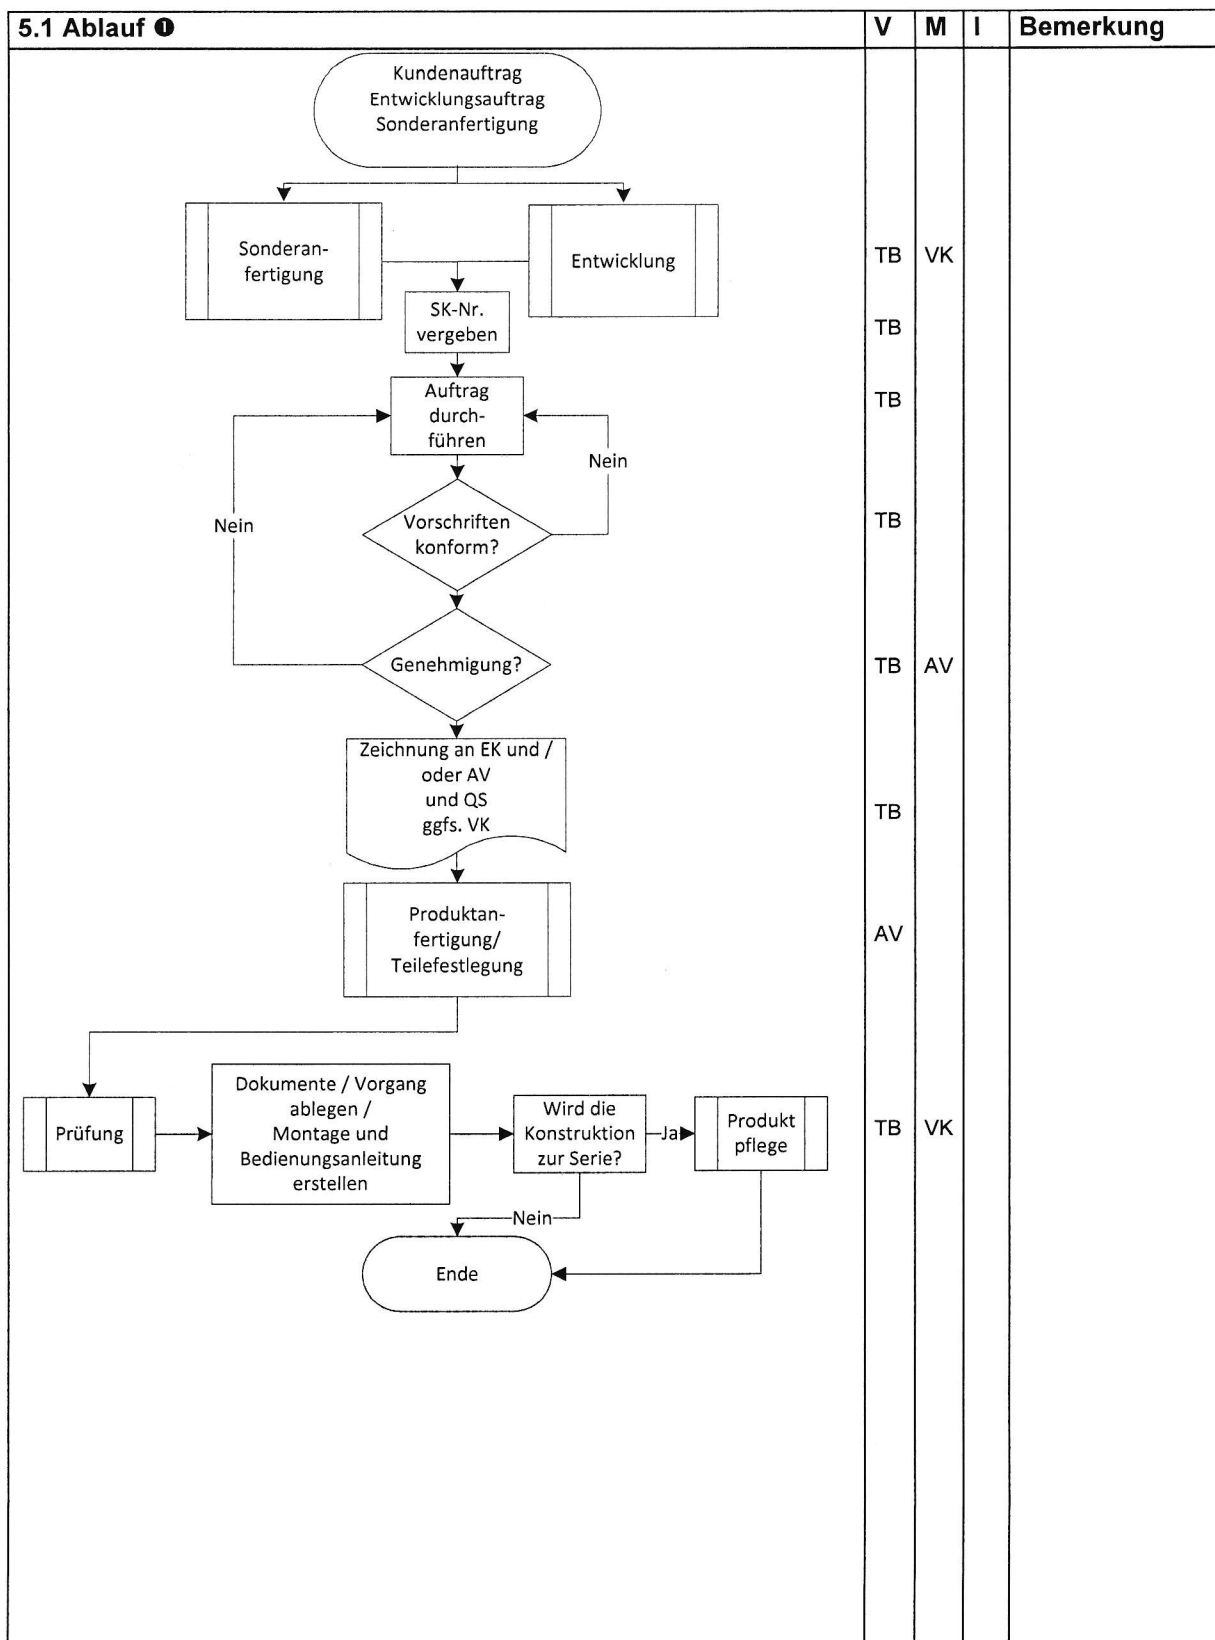 5.1 Ablauf ❶ V M I Bemerkung
Kundenauftrag
Entwicklungsauftrag
Sonderanfertigung
Sonderan-
fertigung
Entwicklung
TB VK
SK-Nr.
vergeben
TB
Auftrag
durch-
führen
TB
Nein
Nein
Vorschriften
konform?
TB
Genehmigung?
TB AV
Zeichnung an EK und /
oder AV
und QS
ggfs. VK
TB
Produktan-
fertigung/
Teilefestlegung
AV
Prüfung
Dokumente / Vorgang
ablegen /
Montage und
Bedienungsanleitung
erstellen
Wird die
Konstruktion
zur Serie?
Ja
Produkt
pflege
TB VK
Nein
Ende